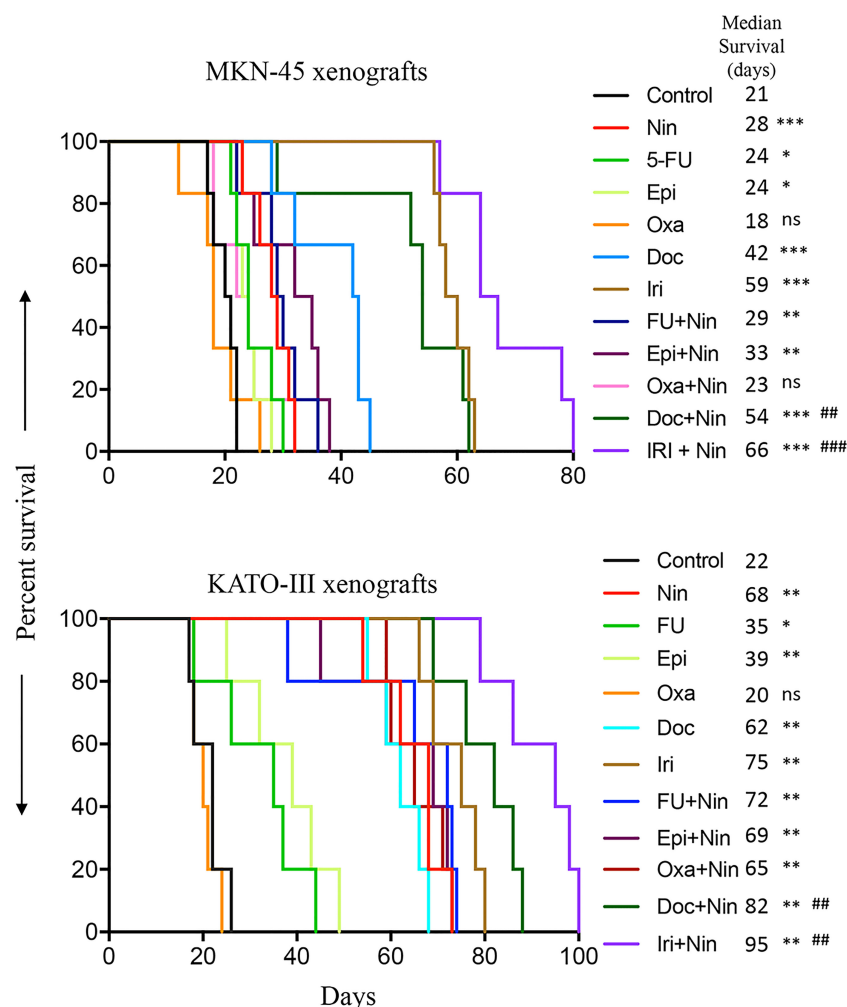 Median
Survival
(days)
MKN-45 xenografts
Control 21
Nin 28 ***
5-FU 24 *
Epi 24 *
Oxa 18 ns
Doc 42 ***
Iri 59 ***
FU+Nin 29 **
Epi+Nin 33 **
Oxa+Nin 23 ns
Doc+Nin 54 *** ##
IRI + Nin 66 *** ###
100
80
60
40
20
0
0 20 40 60 80
Percent survival
KATO-III xenografts
Control 22
Nin 68 **
FU 35 *
Epi 39 **
Oxa 20 ns
Doc 62 **
Iri 75 **
FU+Nin 72 **
Epi+Nin 69 **
Oxa+Nin 65 **
Doc+Nin 82 ** ##
Iri+Nin 95 ** ##
100
80
60
40
20
0
0 20 40 60 80 100
Days